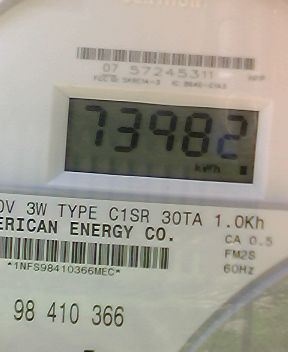 07 57245311
73982
kWh
0V 3W TYPE C1SR 30TA 1.0Kh
ERICAN ENERGY CO.
CA 0.5
*1NFS98410366MEC*
FM2S
60Hz
98 410 366